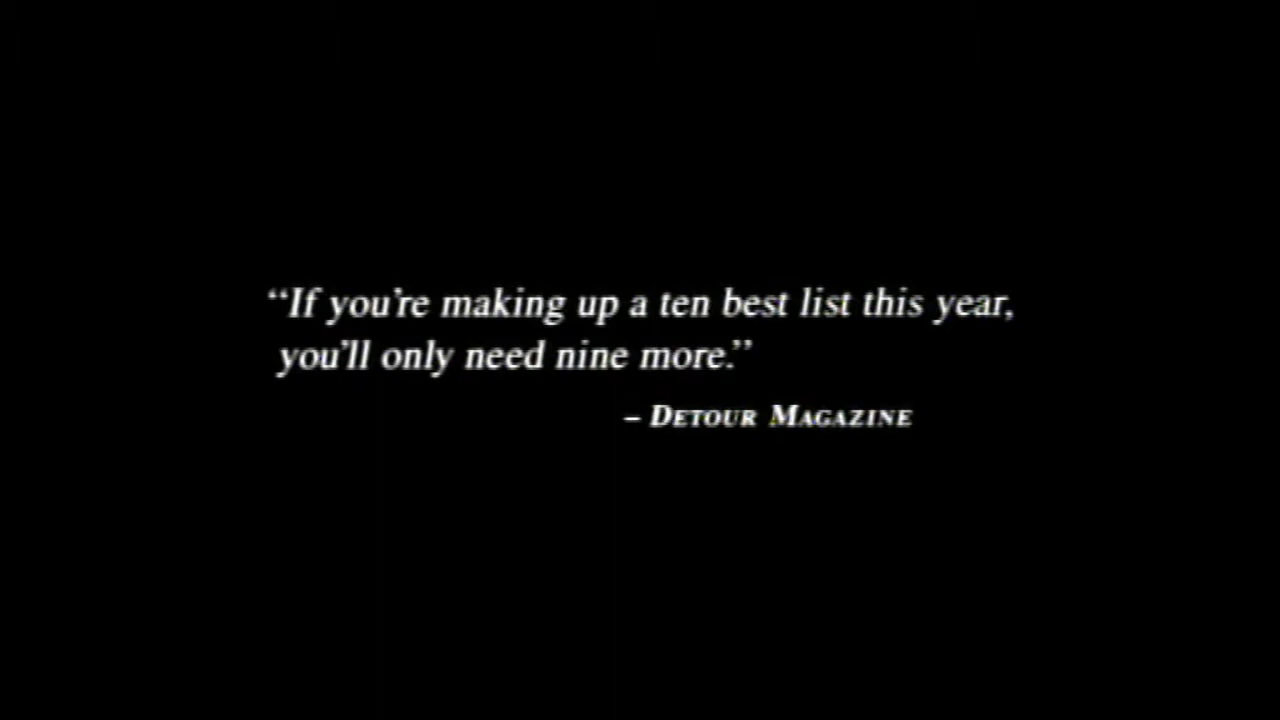 “If you’re making up a ten best list this year,
you’ll only need nine more.”
– DETOUR MAGAZINE